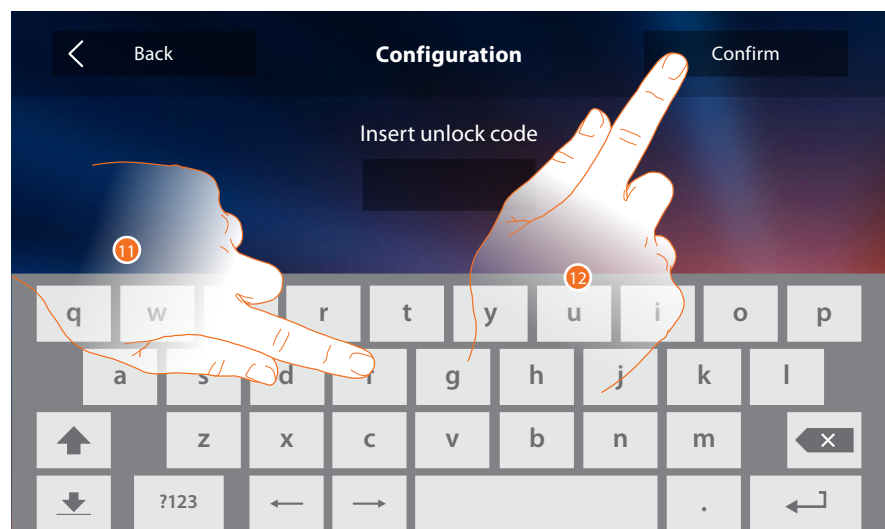 Back
Configuration
Confirm
Insert unlock code
11
12
q w r t y u i o p
a s d f g h j k l
z x c v b n m
?123 .